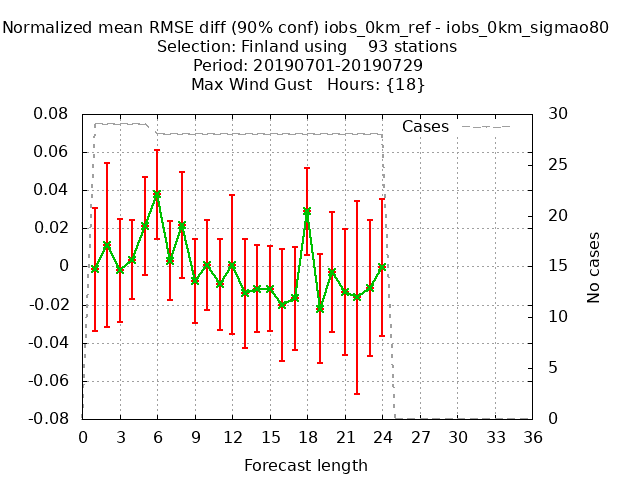 Normalized mean RMSE diff (90% conf) iobs_0km_ref - iobs_0km_sigmao80
Selection: Finland using 93 stations
Period: 20190701-20190729
Max Wind Gust Hours: {18}
Cases
0.08
0.06
0.04
0.02
0
-0.02
-0.04
-0.06
-0.08
30
25
20
15
10
5
0
No cases
0 3 6 9 12 15 18 21 24 27 30 33 36
Forecast length